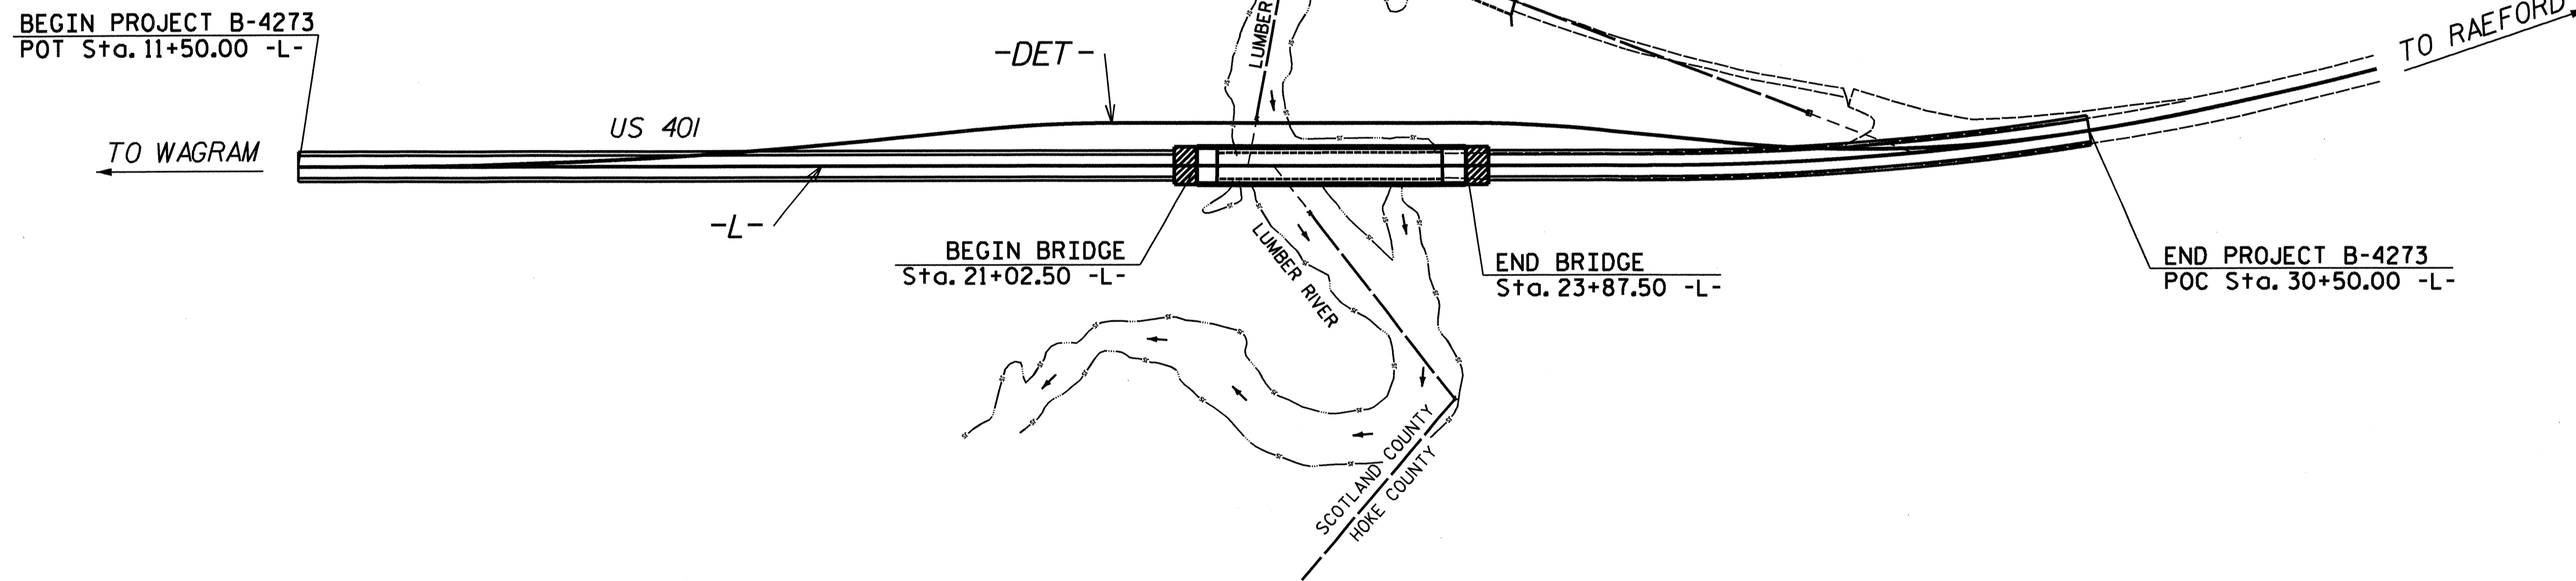 BEGIN PROJECT B-4273
POT Sta. 11+50.00 -L-
LUMBER
TO RAEFORD
-DET-
US 401
TO WAGRAM
-L-
BEGIN BRIDGE
Sta. 21+02.50 -L-
LUMBER RIVER
END BRIDGE
Sta. 23+87.50 -L-
END PROJECT B-4273
POC Sta. 30+50.00 -L-
SCOTLAND COUNTY
HOKE COUNTY